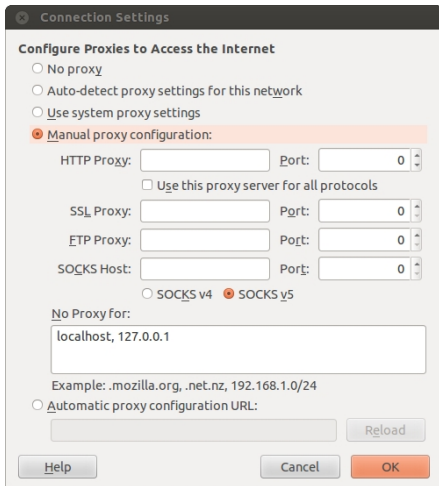 Connection Settings
Configure Proxies to Access the Internet
No proxy
Auto-detect proxy settings for this network
Use system proxy settings
Manual proxy configuration:
HTTP Proxy: Port: 0
Use this proxy server for all protocols
SSL Proxy: Port: 0
FTP Proxy: Port: 0
SOCKS Host: Port: 0
SOCKS v4 SOCKS v5
No Proxy for:
localhost, 127.0.0.1
Example: .mozilla.org, .net.nz, 192.168.1.0/24
Automatic proxy configuration URL:
Reload
Help Cancel OK